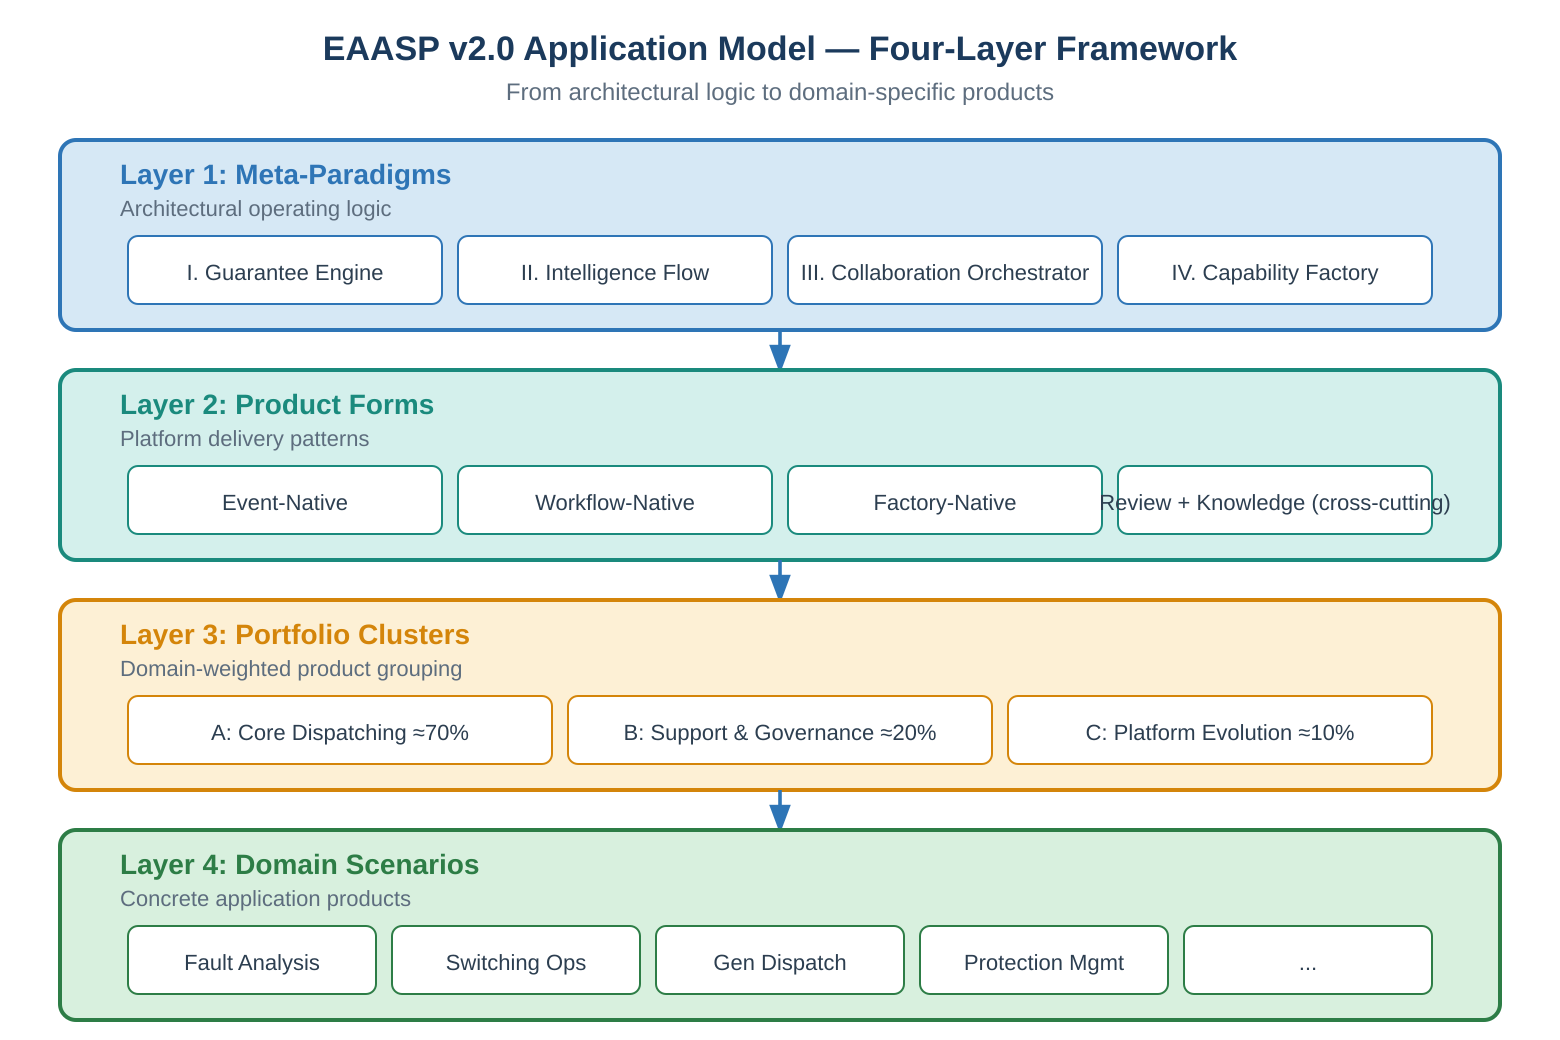 EAASP v2.0 Application Model — Four-Layer Framework
From architectural logic to domain-specific products
Layer 1: Meta-Paradigms
Architectural operating logic
I. Guarantee Engine
II. Intelligence Flow
III. Collaboration Orchestrator
IV. Capability Factory
Layer 2: Product Forms
Platform delivery patterns
Event-Native
Workflow-Native
Factory-Native
Review + Knowledge (cross-cutting)
Layer 3: Portfolio Clusters
Domain-weighted product grouping
A: Core Dispatching ≈70%
B: Support & Governance ≈20%
C: Platform Evolution ≈10%
Layer 4: Domain Scenarios
Concrete application products
Fault Analysis
Switching Ops
Gen Dispatch
Protection Mgmt
...